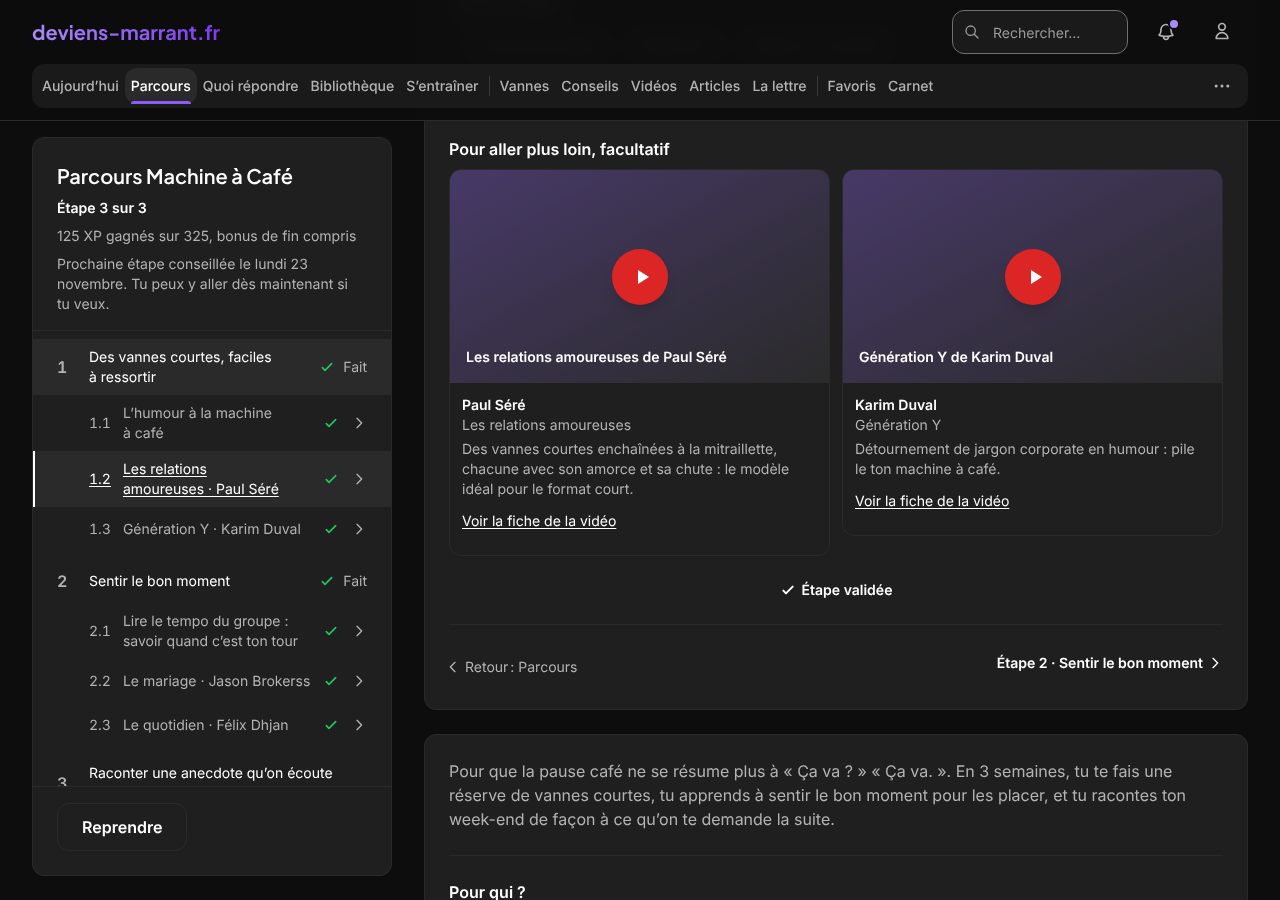 deviens-marrant.fr
Rechercher...
Aujourd’hui
Parcours
Quoi répondre
Bibliothèque
S’entraîner
Vannes
Conseils
Vidéos
Articles
La lettre
Favoris
Carnet
Parcours Machine à Café
Étape 3 sur 3
125 XP gagnés sur 325, bonus de fin compris
Prochaine étape conseillée le lundi 23
novembre. Tu peux y aller dès maintenant si
tu veux.
1
Des vannes courtes, faciles
à ressortir
Fait
1.1
L’humour à la machine
à café
1.2
Les relations
amoureuses · Paul Séré
1.3
Génération Y · Karim Duval
2
Sentir le bon moment
Fait
2.1
Lire le tempo du groupe :
savoir quand c’est ton tour
2.2
Le mariage · Jason Brokerss
2.3
Le quotidien · Félix Dhjan
3
Raconter une anecdote qu’on écoute
Reprendre
Pour aller plus loin, facultatif
Les relations amoureuses de Paul Séré
Paul Séré
Les relations amoureuses
Des vannes courtes enchaînées à la mitraillette,
chacune avec son amorce et sa chute : le modèle
idéal pour le format court.
Voir la fiche de la vidéo
Génération Y de Karim Duval
Karim Duval
Génération Y
Détournement de jargon corporate en humour : pile
le ton machine à café.
Voir la fiche de la vidéo
Étape validée
Retour : Parcours
Étape 2 · Sentir le bon moment
Pour que la pause café ne se résume plus à « Ça va ? » « Ça va. ». En 3 semaines, tu te fais une
réserve de vannes courtes, tu apprends à sentir le bon moment pour les placer, et tu racontes ton
week-end de façon à ce qu’on te demande la suite.
Pour qui ?